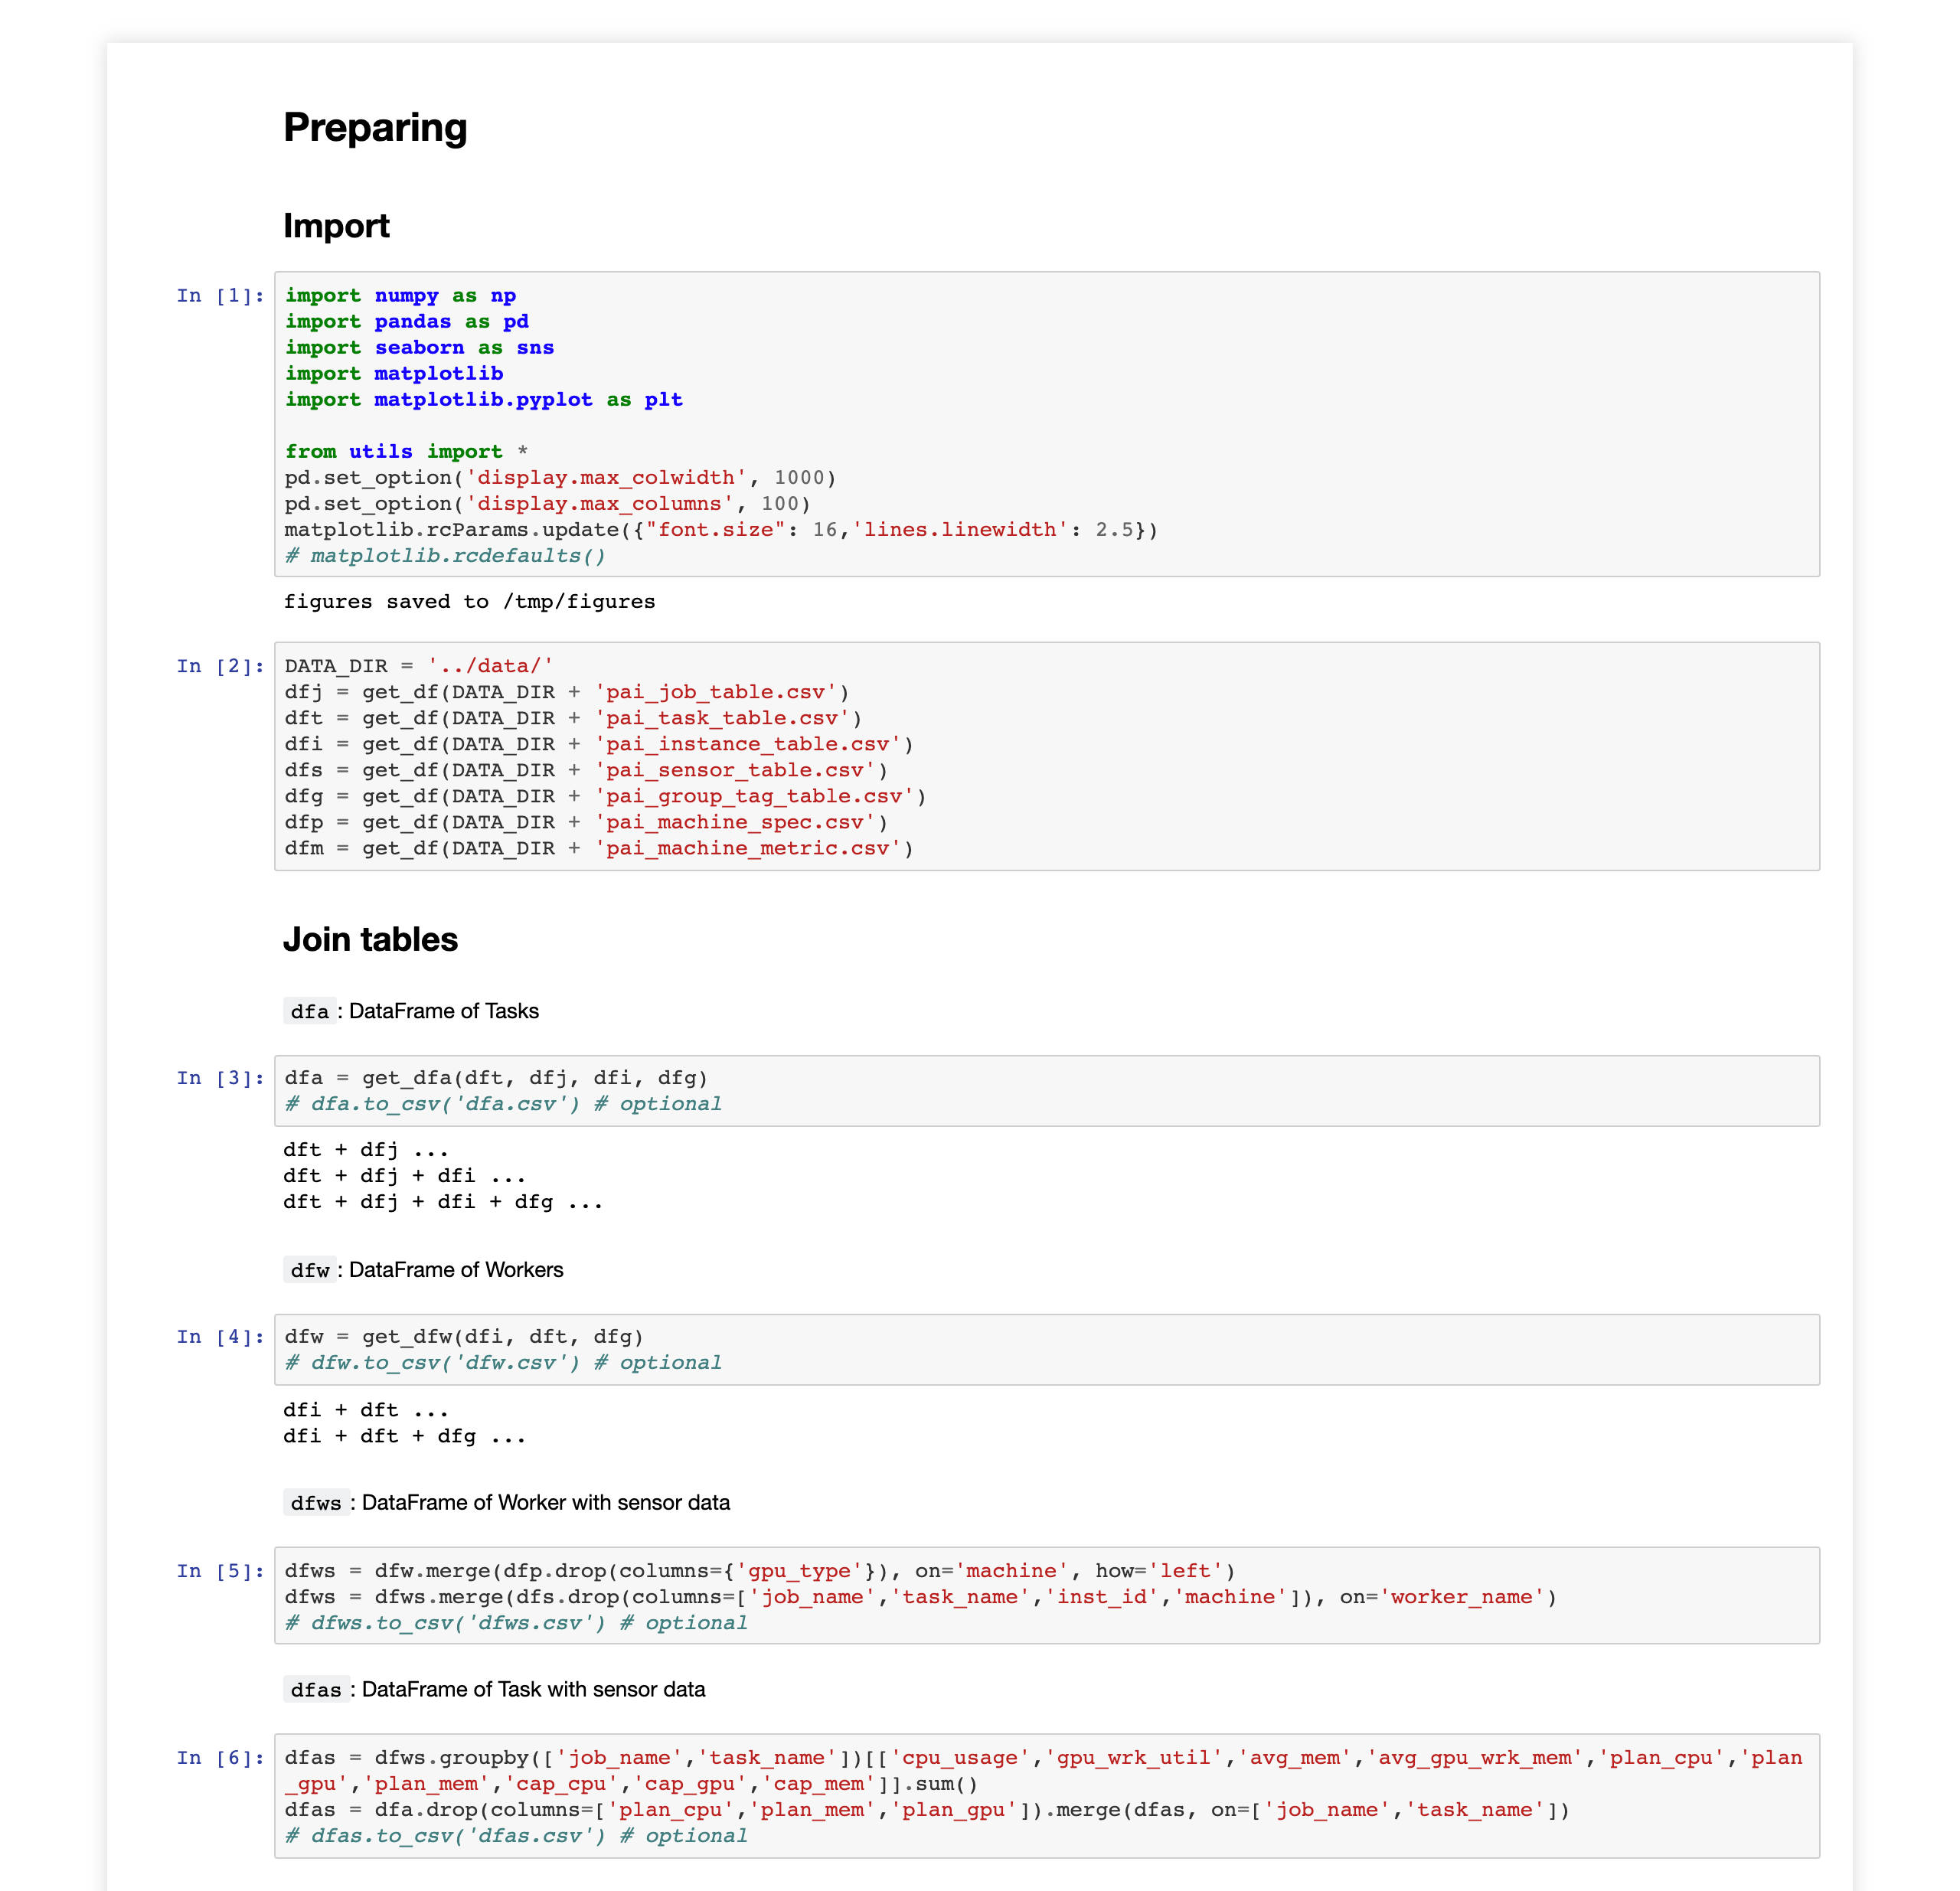 Preparing
Import
In [1]:
import numpy as np
import pandas as pd
import seaborn as sns
import matplotlib
import matplotlib.pyplot as plt

from utils import *
pd.set_option('display.max_colwidth', 1000)
pd.set_option('display.max_columns', 100)
matplotlib.rcParams.update({"font.size": 16,'lines.linewidth': 2.5})
# matplotlib.rcdefaults()
figures saved to /tmp/figures
In [2]:
DATA_DIR = '../data/'
dfj = get_df(DATA_DIR + 'pai_job_table.csv')
dft = get_df(DATA_DIR + 'pai_task_table.csv')
dfi = get_df(DATA_DIR + 'pai_instance_table.csv')
dfs = get_df(DATA_DIR + 'pai_sensor_table.csv')
dfg = get_df(DATA_DIR + 'pai_group_tag_table.csv')
dfp = get_df(DATA_DIR + 'pai_machine_spec.csv')
dfm = get_df(DATA_DIR + 'pai_machine_metric.csv')
Join tables
dfa : DataFrame of Tasks
In [3]:
dfa = get_dfa(dft, dfj, dfi, dfg)
# dfa.to_csv('dfa.csv') # optional
dft + dfj ...
dft + dfj + dfi ...
dft + dfj + dfi + dfg ...
dfw : DataFrame of Workers
In [4]:
dfw = get_dfw(dfi, dft, dfg)
# dfw.to_csv('dfw.csv') # optional
dfi + dft ...
dfi + dft + dfg ...
dfws : DataFrame of Worker with sensor data
In [5]:
dfws = dfw.merge(dfp.drop(columns={'gpu_type'}), on='machine', how='left')
dfws = dfws.merge(dfs.drop(columns=['job_name','task_name','inst_id','machine']), on='worker_name')
# dfws.to_csv('dfws.csv') # optional
dfas : DataFrame of Task with sensor data
In [6]:
dfas = dfws.groupby(['job_name','task_name'])[['cpu_usage','gpu_wrk_util','avg_mem','avg_gpu_wrk_mem','plan_cpu','plan
_gpu','plan_mem','cap_cpu','cap_gpu','cap_mem']].sum()
dfas = dfa.drop(columns=['plan_cpu','plan_mem','plan_gpu']).merge(dfas, on=['job_name','task_name'])
# dfas.to_csv('dfas.csv') # optional